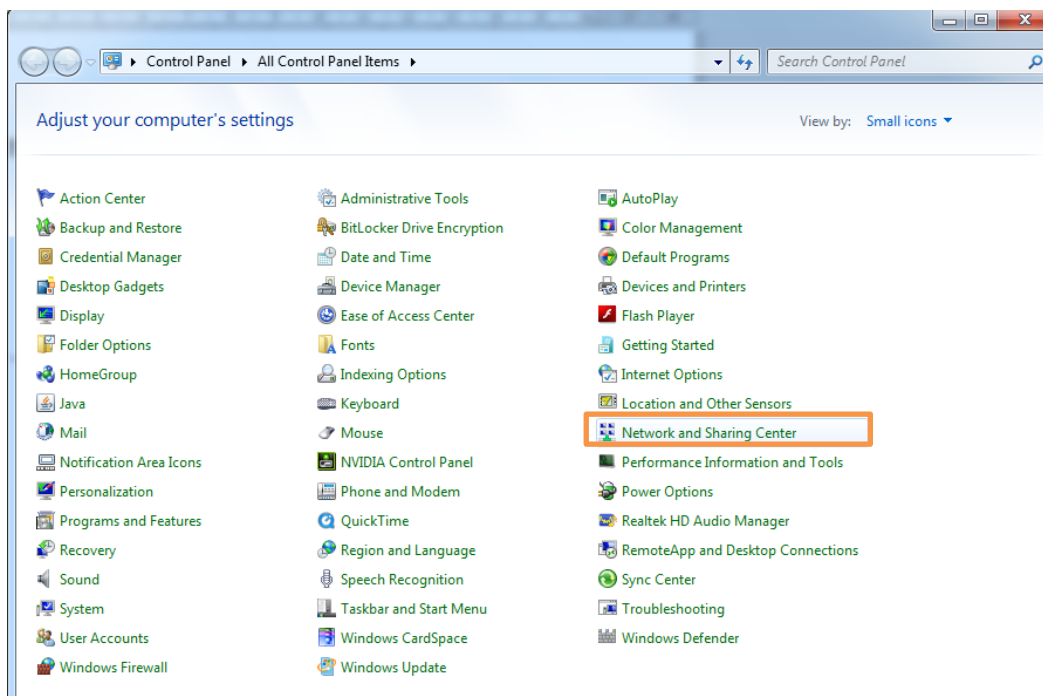 Control Panel ▸ All Control Panel Items ▸ Search Control Panel
Adjust your computer's settings View by: Small icons
Action Center Administrative Tools AutoPlay
Backup and Restore BitLocker Drive Encryption Color Management
Credential Manager Date and Time Default Programs
Desktop Gadgets Device Manager Devices and Printers
Display Ease of Access Center Flash Player
Folder Options Fonts Getting Started
HomeGroup Indexing Options Internet Options
Java Keyboard Location and Other Sensors
Mail Mouse Network and Sharing Center
Notification Area Icons NVIDIA Control Panel Performance Information and Tools
Personalization Phone and Modem Power Options
Programs and Features QuickTime Realtek HD Audio Manager
Recovery Region and Language RemoteApp and Desktop Connections
Sound Speech Recognition Sync Center
System Taskbar and Start Menu Troubleshooting
User Accounts Windows CardSpace Windows Defender
Windows Firewall Windows Update